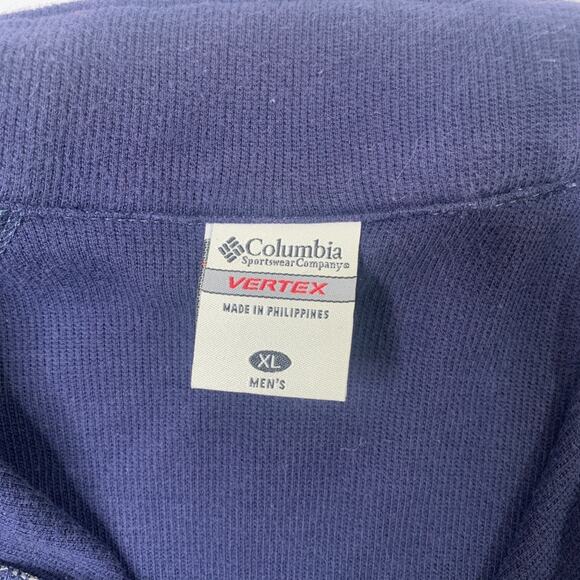 Columbia
Sportswear Company®
VERTEX
MADE IN PHILIPPINES
XL
MEN'S